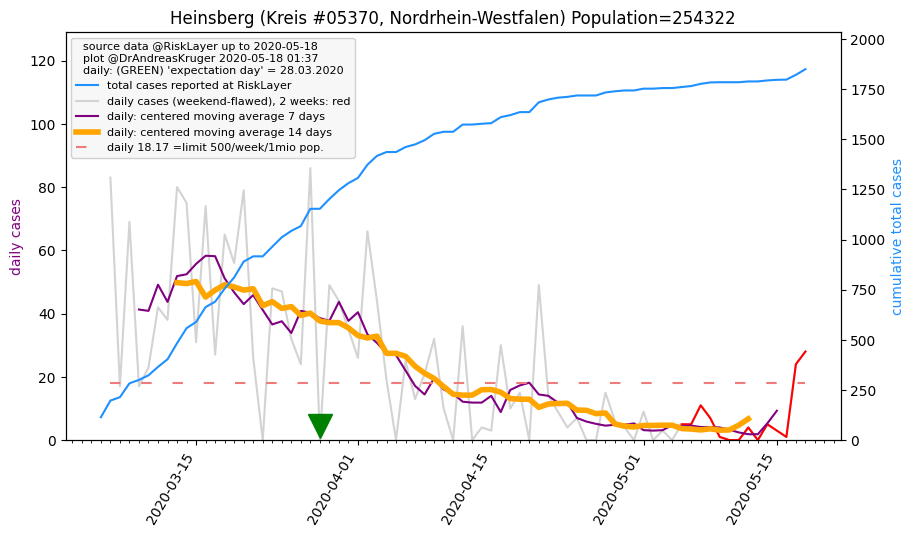 Heinsberg (Kreis #05370, Nordrhein-Westfalen) Population=254322
source data @RiskLayer up to 2020-05-18
plot @DrAndreasKruger 2020-05-18 01:37
daily: (GREEN) 'expectation day' = 28.03.2020
total cases reported at RiskLayer
daily cases (weekend-flawed), 2 weeks: red
daily: centered moving average 7 days
daily: centered moving average 14 days
daily 18.17 =limit 500/week/1mio pop.
daily cases
120
100
80
60
40
20
0
cumulative total cases
2000
1750
1500
1250
1000
750
500
250
0
2020-03-15
2020-04-01
2020-04-15
2020-05-01
2020-05-15